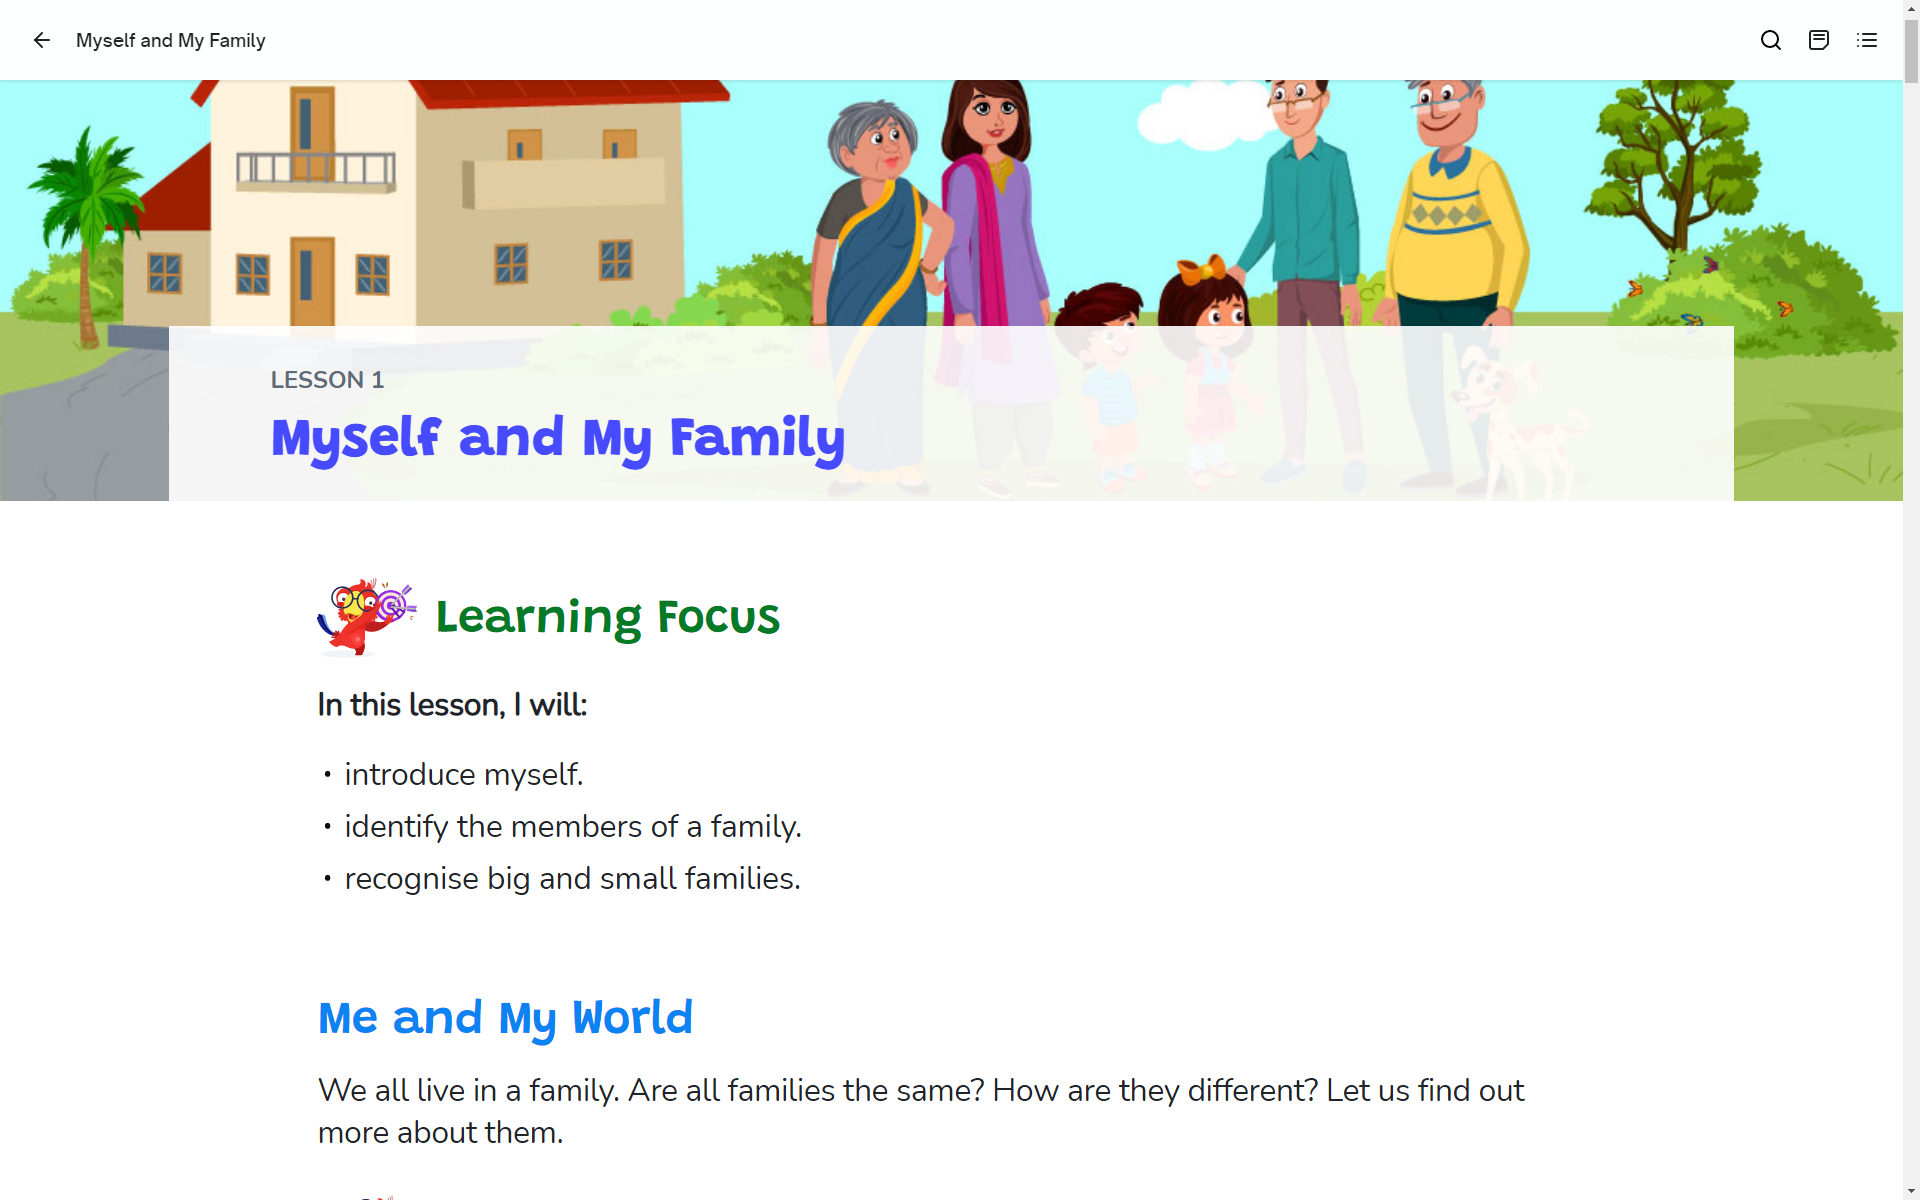 Myself and My Family
LESSON 1
Myself and My Family
Learning Focus
In this lesson, I will:
• introduce myself.
• identify the members of a family.
• recognise big and small families.
Me and My World
We all live in a family. Are all families the same? How are they different? Let us find out
more about them.